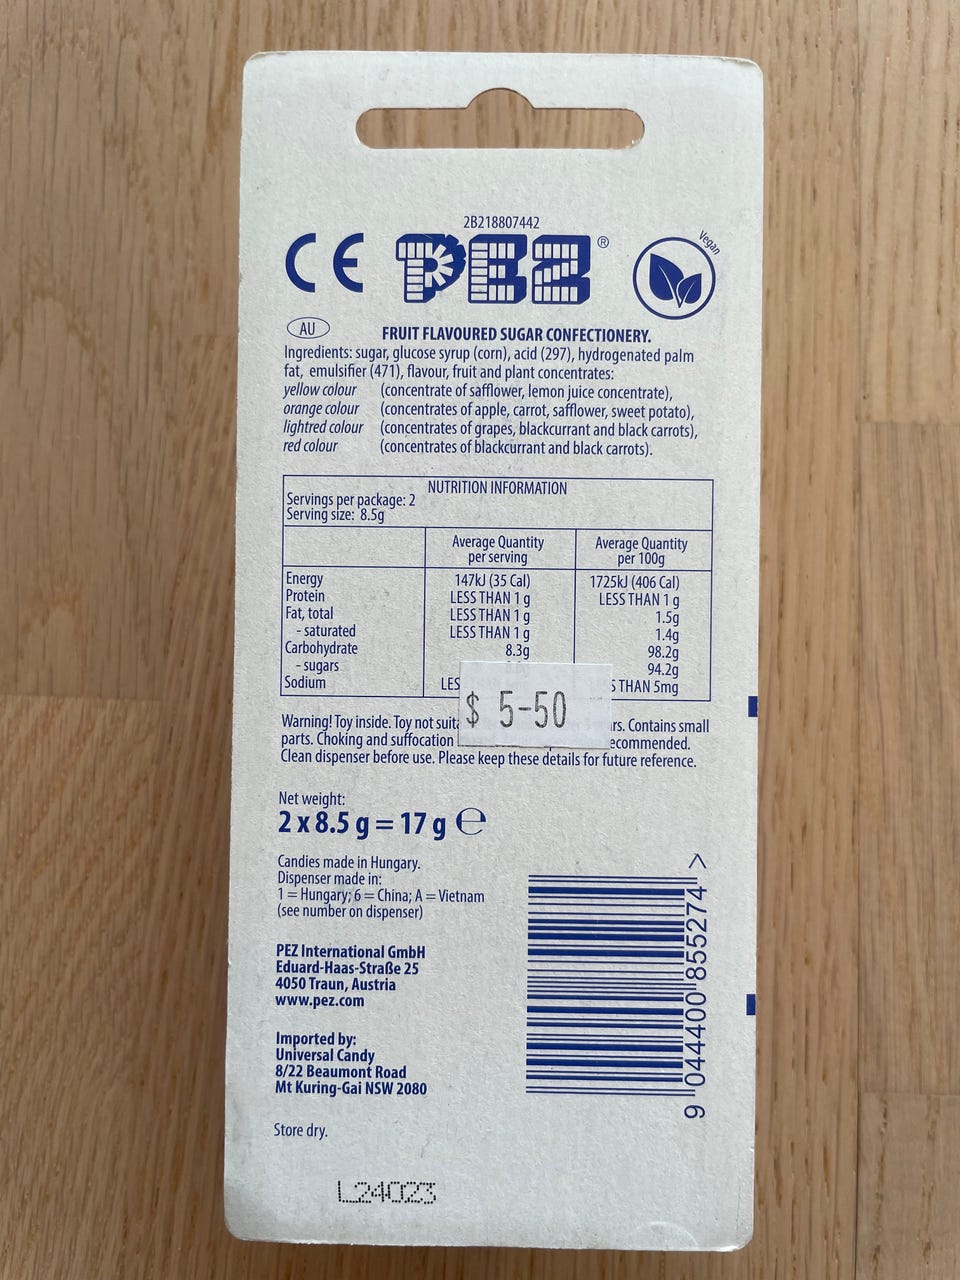 2B218807442
CE PEZ® Vegan
AU FRUIT FLAVOURED SUGAR CONFECTIONERY.
Ingredients: sugar, glucose syrup (corn), acid (297), hydrogenated palm
fat, emulsifier (471), flavour, fruit and plant concentrates:
yellow colour (concentrate of safflower, lemon juice concentrate),
orange colour (concentrates of apple, carrot, safflower, sweet potato),
lightred colour (concentrates of grapes, blackcurrant and black carrots),
red colour (concentrates of blackcurrant and black carrots).
NUTRITION INFORMATION
Servings per package: 2
Serving size: 8.5g
Average Quantity per serving Average Quantity per 100g
Energy 147kJ (35 Cal) 1725kJ (406 Cal)
Protein LESS THAN 1 g LESS THAN 1 g
Fat, total LESS THAN 1 g 1.5g
- saturated LESS THAN 1 g 1.4g
Carbohydrate 8.3g 98.2g
- sugars 94.2g
Sodium LES S THAN 5mg
$ 5-50
Warning! Toy inside. Toy not suita rs. Contains small
parts. Choking and suffocation ecommended.
Clean dispenser before use. Please keep these details for future reference.
Net weight:
2 x 8.5 g = 17 g ℮
Candies made in Hungary.
Dispenser made in:
1 = Hungary; 6 = China; A = Vietnam
(see number on dispenser)
PEZ International GmbH
Eduard-Haas-Straße 25
4050 Traun, Austria
www.pez.com
Imported by:
Universal Candy
8/22 Beaumont Road
Mt Kuring-Gai NSW 2080
Store dry.
9 044400 855274 >
L24023